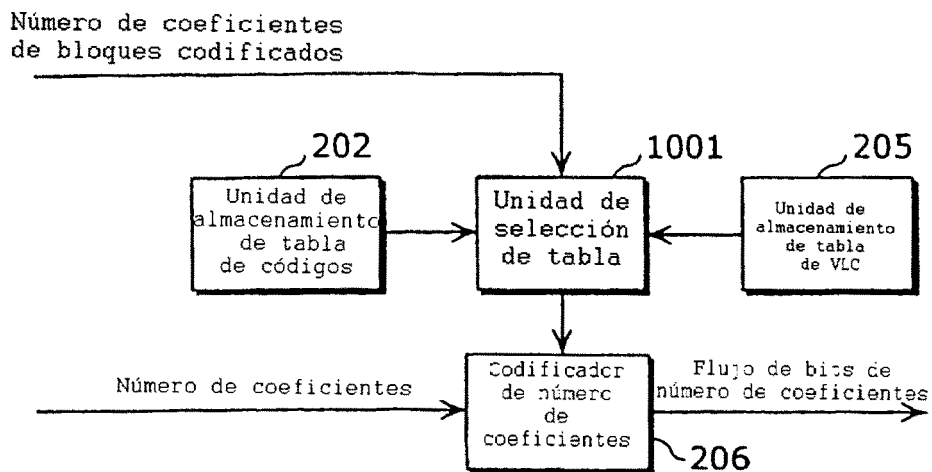 Número de coeficientes
de bloques codificados
202
1001
205
Unidad de
almacenamiento
de tabla
de códigos
Unidad de
selección
de tabla
Unidad de
almacenamiento
de tabla
de VLC
Número de coeficientes
Codificador
de número
de
coeficientes
Flujo de bits de
número de coeficientes
206